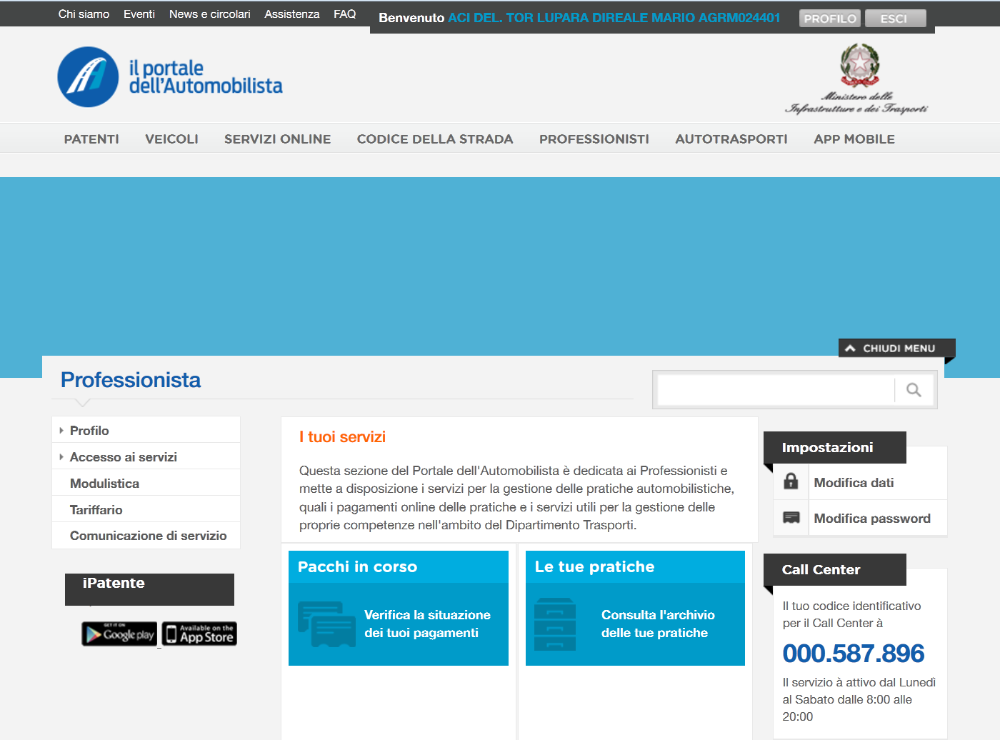 Chi siamo Eventi News e circolari Assistenza FAQ
Benvenuto ACI DEL. TOR LUPARA DIREALE MARIO AGRM024401 PROFILO ESCI
il portale
dell'Automobilista
Ministero delle
Infrastrutture e dei Trasporti
PATENTI VEICOLI SERVIZI ONLINE CODICE DELLA STRADA PROFESSIONISTI AUTOTRASPORTI APP MOBILE
CHIUDI MENU
Professionista
Profilo
Accesso ai servizi
Modulistica
Tariffario
Comunicazione di servizio
iPatente
GET IT ON
Google play
Available on the
App Store
I tuoi servizi
Questa sezione del Portale dell'Automobilista è dedicata ai Professionisti e
mette a disposizione i servizi per la gestione delle pratiche automobilistiche,
quali i pagamenti online delle pratiche e i servizi utili per la gestione delle
proprie competenze nell'ambito del Dipartimento Trasporti.
Pacchi in corso
Verifica la situazione
dei tuoi pagamenti
Le tue pratiche
Consulta l'archivio
delle tue pratiche
Impostazioni
Modifica dati
Modifica password
Call Center
Il tuo codice identificativo
per il Call Center à
000.587.896
Il servizio à attivo dal Lunedì
al Sabato dalle 8:00 alle
20:00